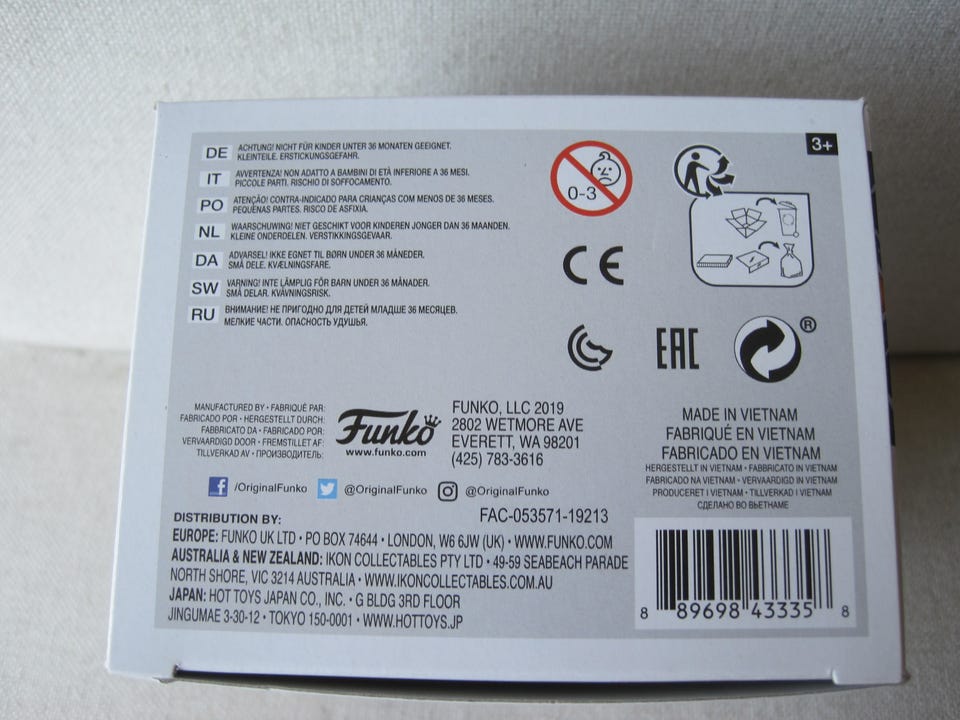 3+
DE ACHTUNG! NICHT FÜR KINDER UNTER 36 MONATEN GEEIGNET.
KLEINTEILE. ERSTICKUNGSGEFAHR.
IT AVVERTENZA! NON ADATTO A BAMBINI DI ETÀ INFERIORE A 36 MESI.
PICCOLE PARTI. RISCHIO DI SOFFOCAMENTO.
PO ATENÇÃO! CONTRA-INDICADO PARA CRIANÇAS COM MENOS DE 36 MESES.
PEQUENAS PARTES. RISCO DE ASFIXIA.
NL WAARSCHUWING! NIET GESCHIKT VOOR KINDEREN JONGER DAN 36 MAANDEN.
KLEINE ONDERDELEN. VERSTIKKINGSGEVAAR.
DA ADVARSEL! IKKE EGNET TIL BØRN UNDER 36 MÅNEDER.
SMÅ DELE. KVÆLNINGSFARE.
SW VARNING! INTE LÄMPLIG FÖR BARN UNDER 36 MÅNADER.
SMÅ DELAR. KVÄVNINGSRISK.
RU ВНИМАНИЕ! НЕ ПРИГОДНО ДЛЯ ДЕТЕЙ МЛАДШЕ 36 МЕСЯЦЕВ.
МЕЛКИЕ ЧАСТИ. ОПАСНОСТЬ УДУШЬЯ.
0-3
CE
EAC
®
MANUFACTURED BY • FABRIQUÉ PAR:
FABRICADO POR • HERGESTELLT DURCH:
FABBRICATO DA • FABRICADO POR:
VERVAARDIGD DOOR • FREMSTILLET AF:
TILLVERKAD AV • ПРОИЗВОДИТЕЛЬ:
Funko
www.funko.com
FUNKO, LLC 2019
2802 WETMORE AVE
EVERETT, WA 98201
(425) 783-3616
MADE IN VIETNAM
FABRIQUÉ EN VIETNAM
FABRICADO EN VIETNAM
HERGESTELLT IN VIETNAM • FABBRICATO IN VIETNAM
FABRICADO NA VIETNAM • VERVAARDIGD IN VIETNAM
PRODUCERET I VIETNAM • TILLVERKAD I VIETNAM
СДЕЛАНО ВО ВЬЕТНАМЕ
/OriginalFunko @OriginalFunko @OriginalFunko
FAC-053571-19213
DISTRIBUTION BY:
EUROPE: FUNKO UK LTD • PO BOX 74644 • LONDON, W6 6JW (UK) • WWW.FUNKO.COM
AUSTRALIA & NEW ZEALAND: IKON COLLECTABLES PTY LTD • 49-59 SEABEACH PARADE
NORTH SHORE, VIC 3214 AUSTRALIA • WWW.IKONCOLLECTABLES.COM.AU
JAPAN: HOT TOYS JAPAN CO., INC. • G BLDG 3RD FLOOR
JINGUMAE 3-30-12 • TOKYO 150-0001 • WWW.HOTTOYS.JP
8 89698 43335 8